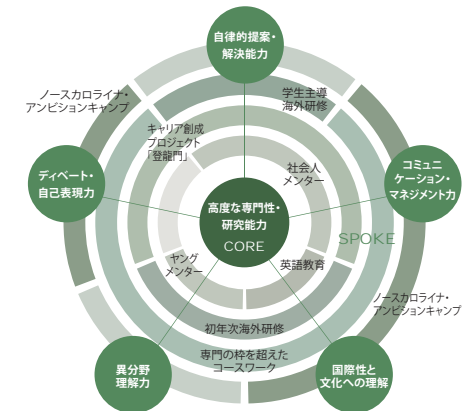 自律的提案・
解決能力
ノースカロライナ・
アンビションキャンプ
学生主導
海外研修
キャリア創成
プロジェクト
「登龍門」
社会人
メンター
ディベート・
自己表現力
コミュニ
ケーション・
マネジメント力
高度な専門性・
研究能力
CORE
SPOKE
ヤング
メンター
英語教育
ノースカロライナ・
アンビションキャンプ
初年次海外研修
専門の枠を超えた
コースワーク
異分野
理解力
国際性と
文化への理解